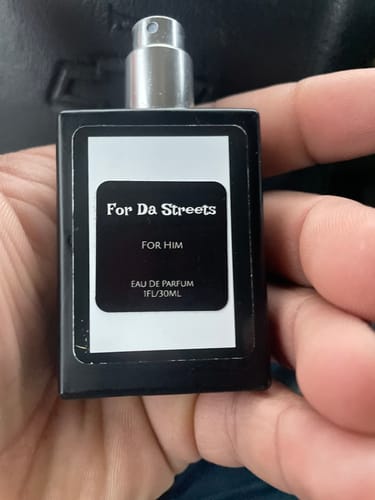 For Da Streets
For Him
Eau De Parfum
1FL/30ML